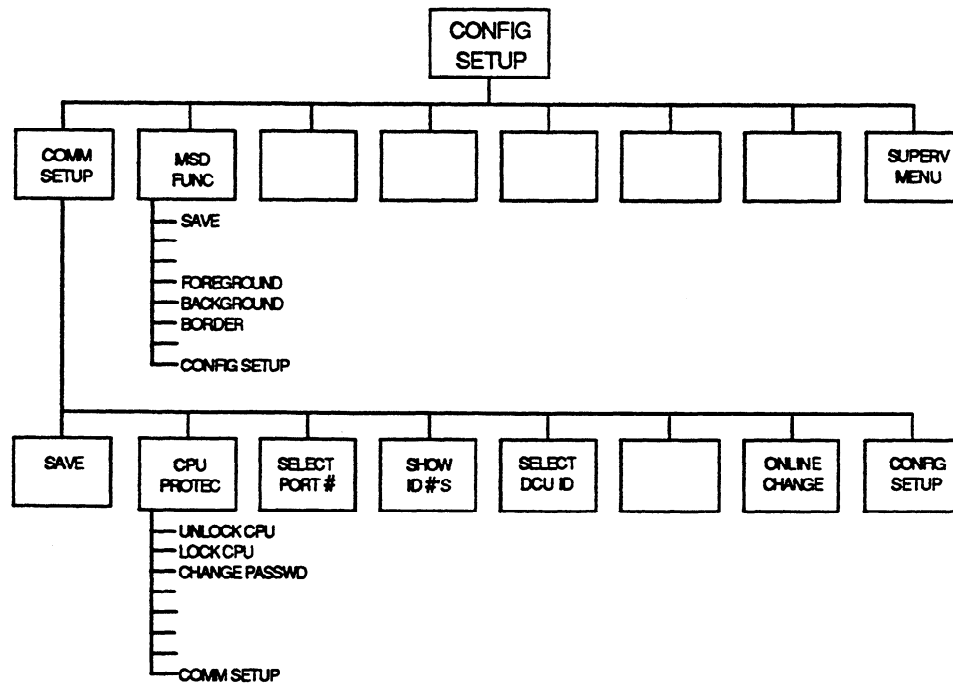 CONFIG
SETUP
COMM
SETUP
MSD
FUNC
SUPERV
MENU
SAVE
FOREGROUND
BACKGROUND
BORDER
CONFIG SETUP
SAVE
CPU
PROTEC
SELECT
PORT #
SHOW
ID #'S
SELECT
DCU ID
ONLINE
CHANGE
CONFIG
SETUP
UNLOCK CPU
LOCK CPU
CHANGE PASSWD
COMM SETUP